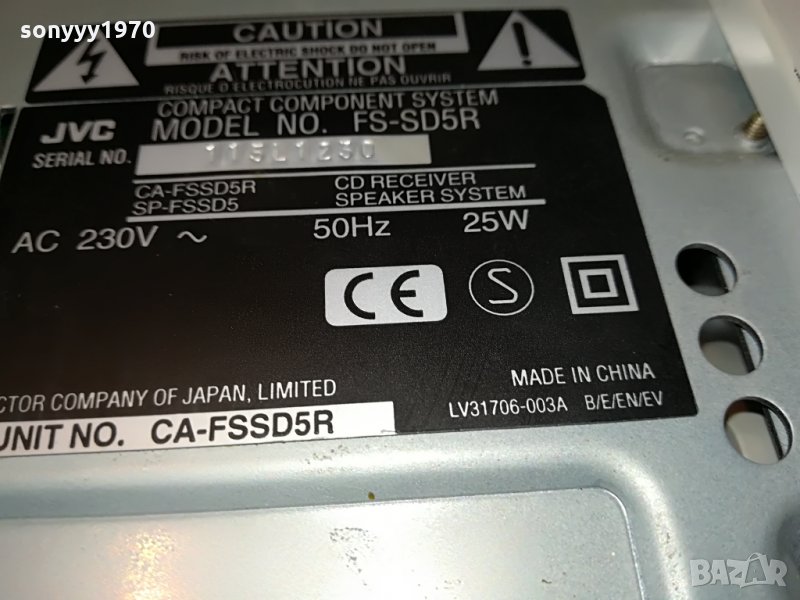 sonyyy1970
CAUTION
RISK OF ELECTRIC SHOCK DO NOT OPEN
ATTENTION
RISQUE D'ELECTROCUTION NE PAS OUVRIR
COMPACT COMPONENT SYSTEM
JVC MODEL NO. FS-SD5R
SERIAL NO. 115L1230
CA-FSSD5R CD RECEIVER
SP-FSSD5 SPEAKER SYSTEM
AC 230V ~ 50Hz 25W
CE S
MADE IN CHINA
CTOR COMPANY OF JAPAN, LIMITED
LV31706-003A B/E/EN/EV
UNIT NO. CA-FSSD5R
BAZAR